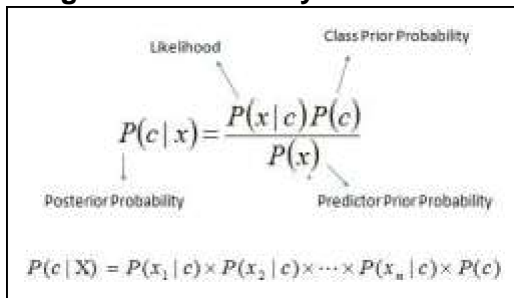 Likelihood
Class Prior Probability
P(c | x) = P(x | c)P(c) / P(x)
Posterior Probability
Predictor Prior Probability
P(c | X) = P(x₁ | c) × P(x₂ | c) × ··· × P(xₙ | c) × P(c)